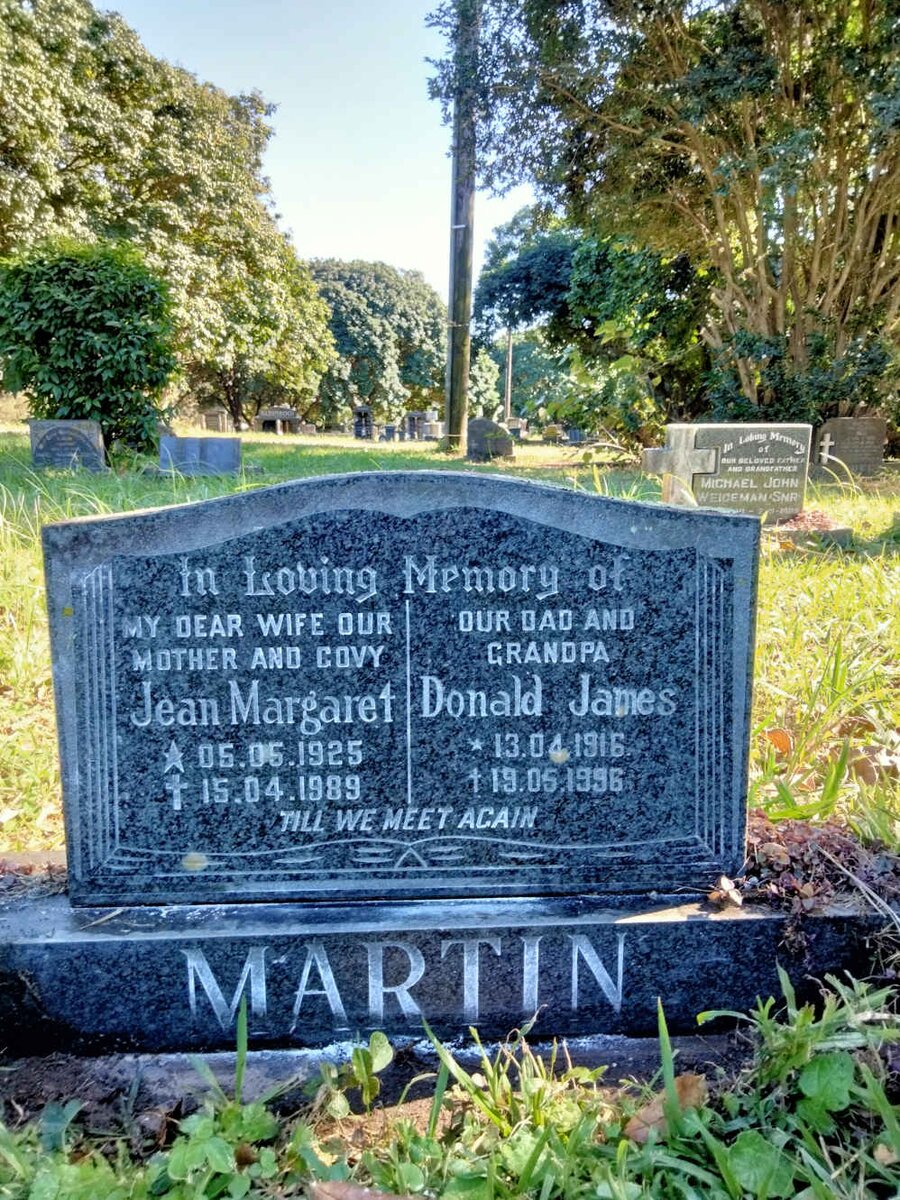 In Loving Memory of
MY DEAR WIFE OUR
MOTHER AND COVY
Jean Margaret
05.05.1925
15.04.1989
OUR DAD AND
GRANDPA
Donald James
13.04.1916
19.05.1996
TILL WE MEET AGAIN
MARTIN
In Loving Memory
OF
OUR BELOVED FATHER
AND GRANDFATHER
MICHAEL JOHN
WEIDEMAN SNR